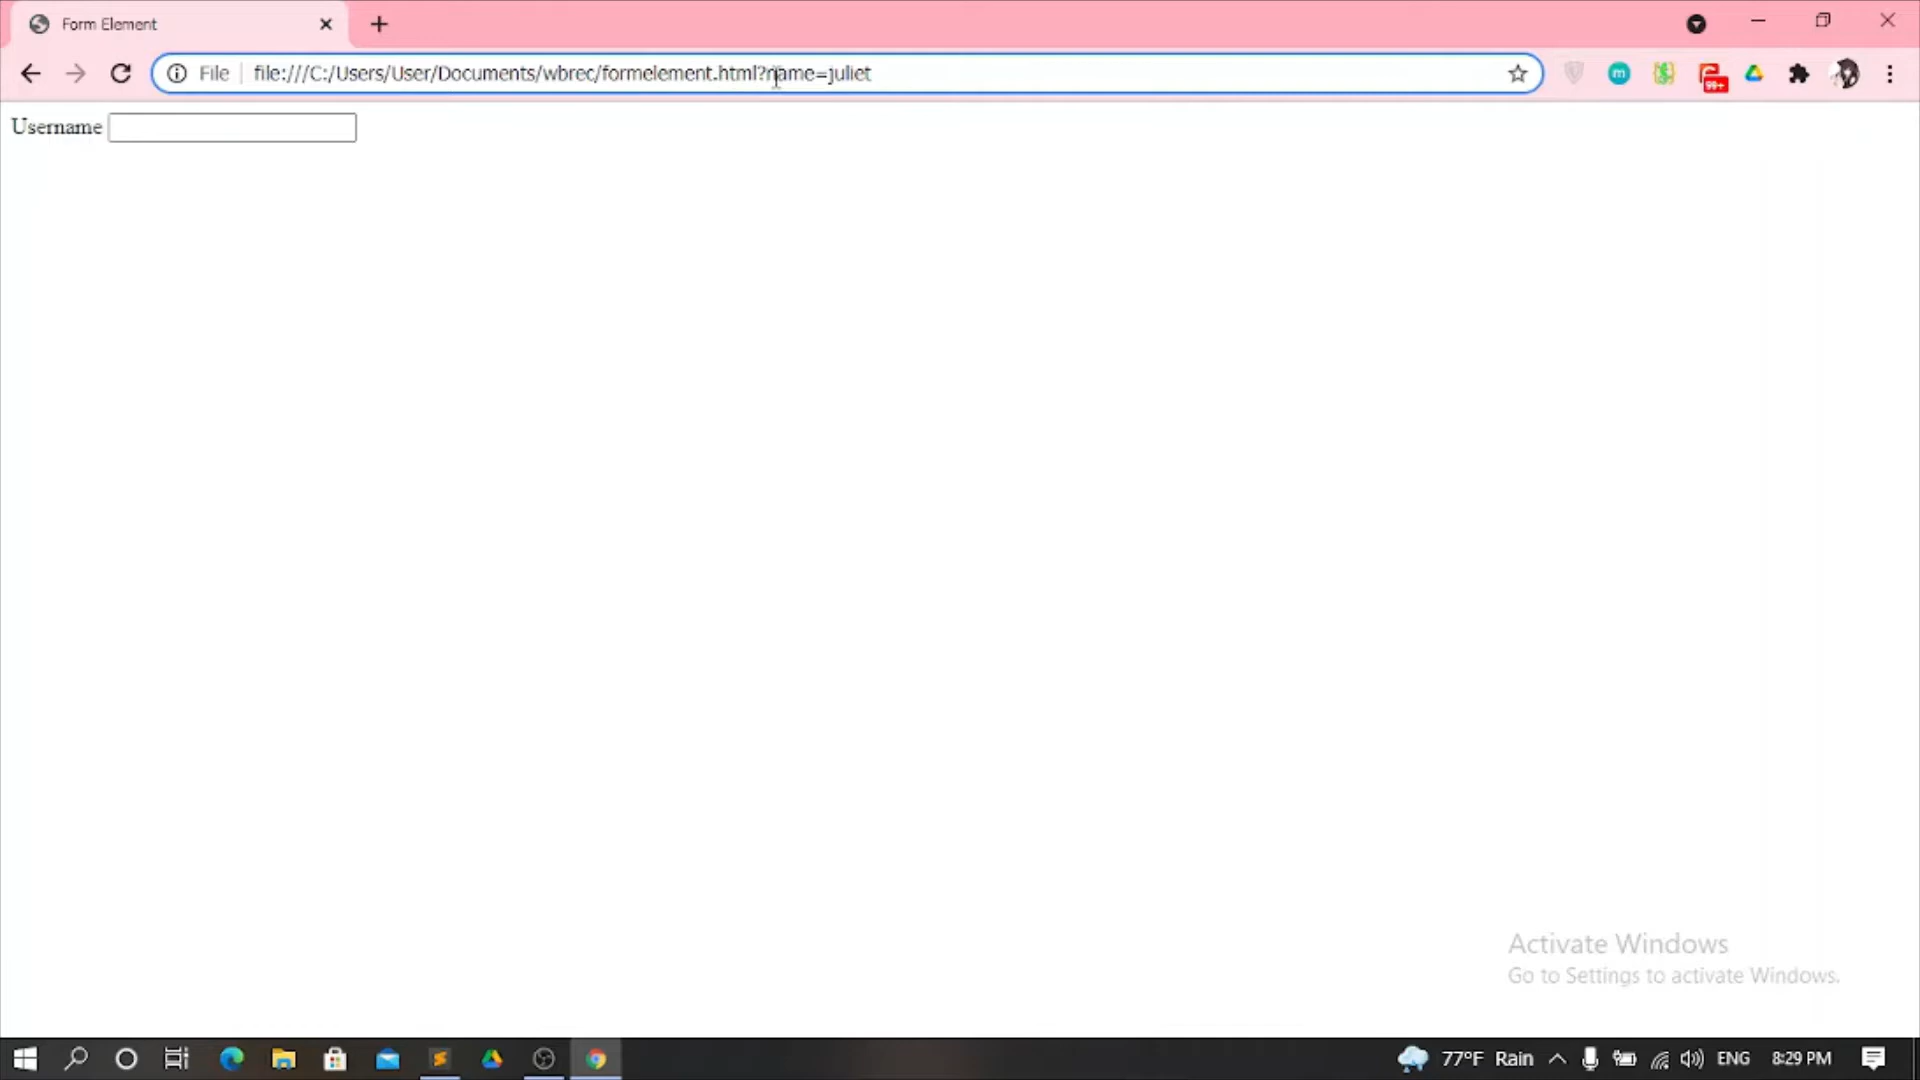 Form Element
File
file:///C:/Users/User/Documents/wbrec/formelement.html?name=juliet
m
99+
Username
Activate Windows
Go to Settings to activate Windows.
77°F Rain
ENG
8:29 PM